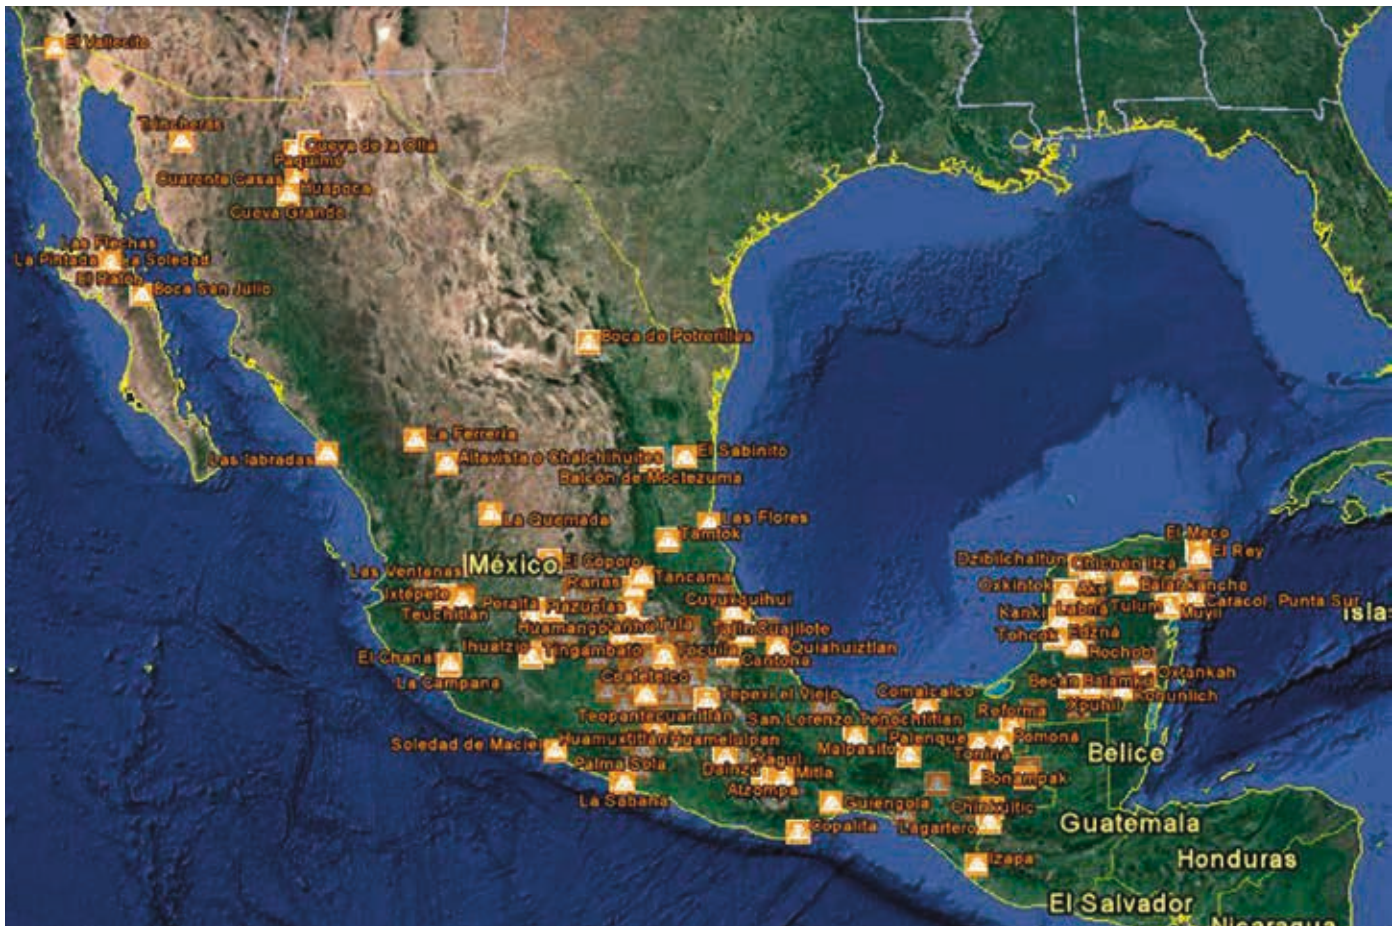 El Vallecito
Trincheras
Cueva de la Olla
Paquimé
Cuarenta Casas
Huapoca
Cueva Grande
Las Flechas
La Pintada
La Soledad
El Ratón
Boca San Julio
Boca de Potrerillos
La Ferrería
Las labradas
Altavista o Chalchihuites
El Sabinito
Balcón de Moctezuma
La Quemada
Las Flores
Tamtok
El Meco
El Rey
Dzibilchaltún
Chichén Itzá
México
El Cóporo
Las Ventanas
Ranas
Tancama
Oxkintok
Ake
Balankanche
Ixtépete
Peralta
Plazuelas
Cuyuxquihui
Caracol, Punta Sur
Teuchitlán
Kankí
Labná
Tulum
Muyil
Isla
Huamango
Tula
Tajín
Cuajilote
Tohcok
Edzná
Ihuatzio
Tingambato
Tocuila
Quiahuiztlan
Hochob
El Chanal
Cantona
La Campana
Coatetelco
Oxtankah
Becán
Balamkú
Kohunlich
Tepexi el Viejo
Comalcalco
Xpuhil
Teopantecuanitlán
San Lorenzo Tenochtitlan
Reforma
Soledad de Maciel
Huamuxtitlán
Huamelulpan
Malpasito
Palenque
Pomona
Belice
Palma Sola
Dainzú
Yagul
Mitla
Toniná
Bonampak
La Sabana
Atzompa
Guiengola
Chinkultic
Copalita
Lagartero
Guatemala
Izapa
Honduras
El Salvador
Nicaragua